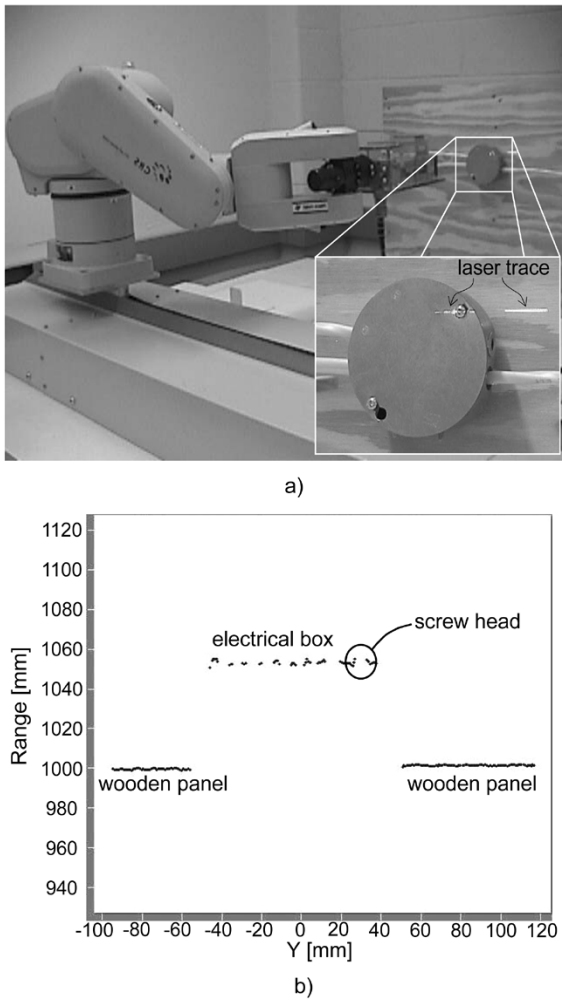 laser trace
a)
1120
1100
1080
1060
1040
1020
1000
980
960
940
Range [mm]
electrical box
screw head
wooden panel
wooden panel
-100 -80 -60 -40 -20 0 20 40 60 80 100 120
Y [mm]
b)